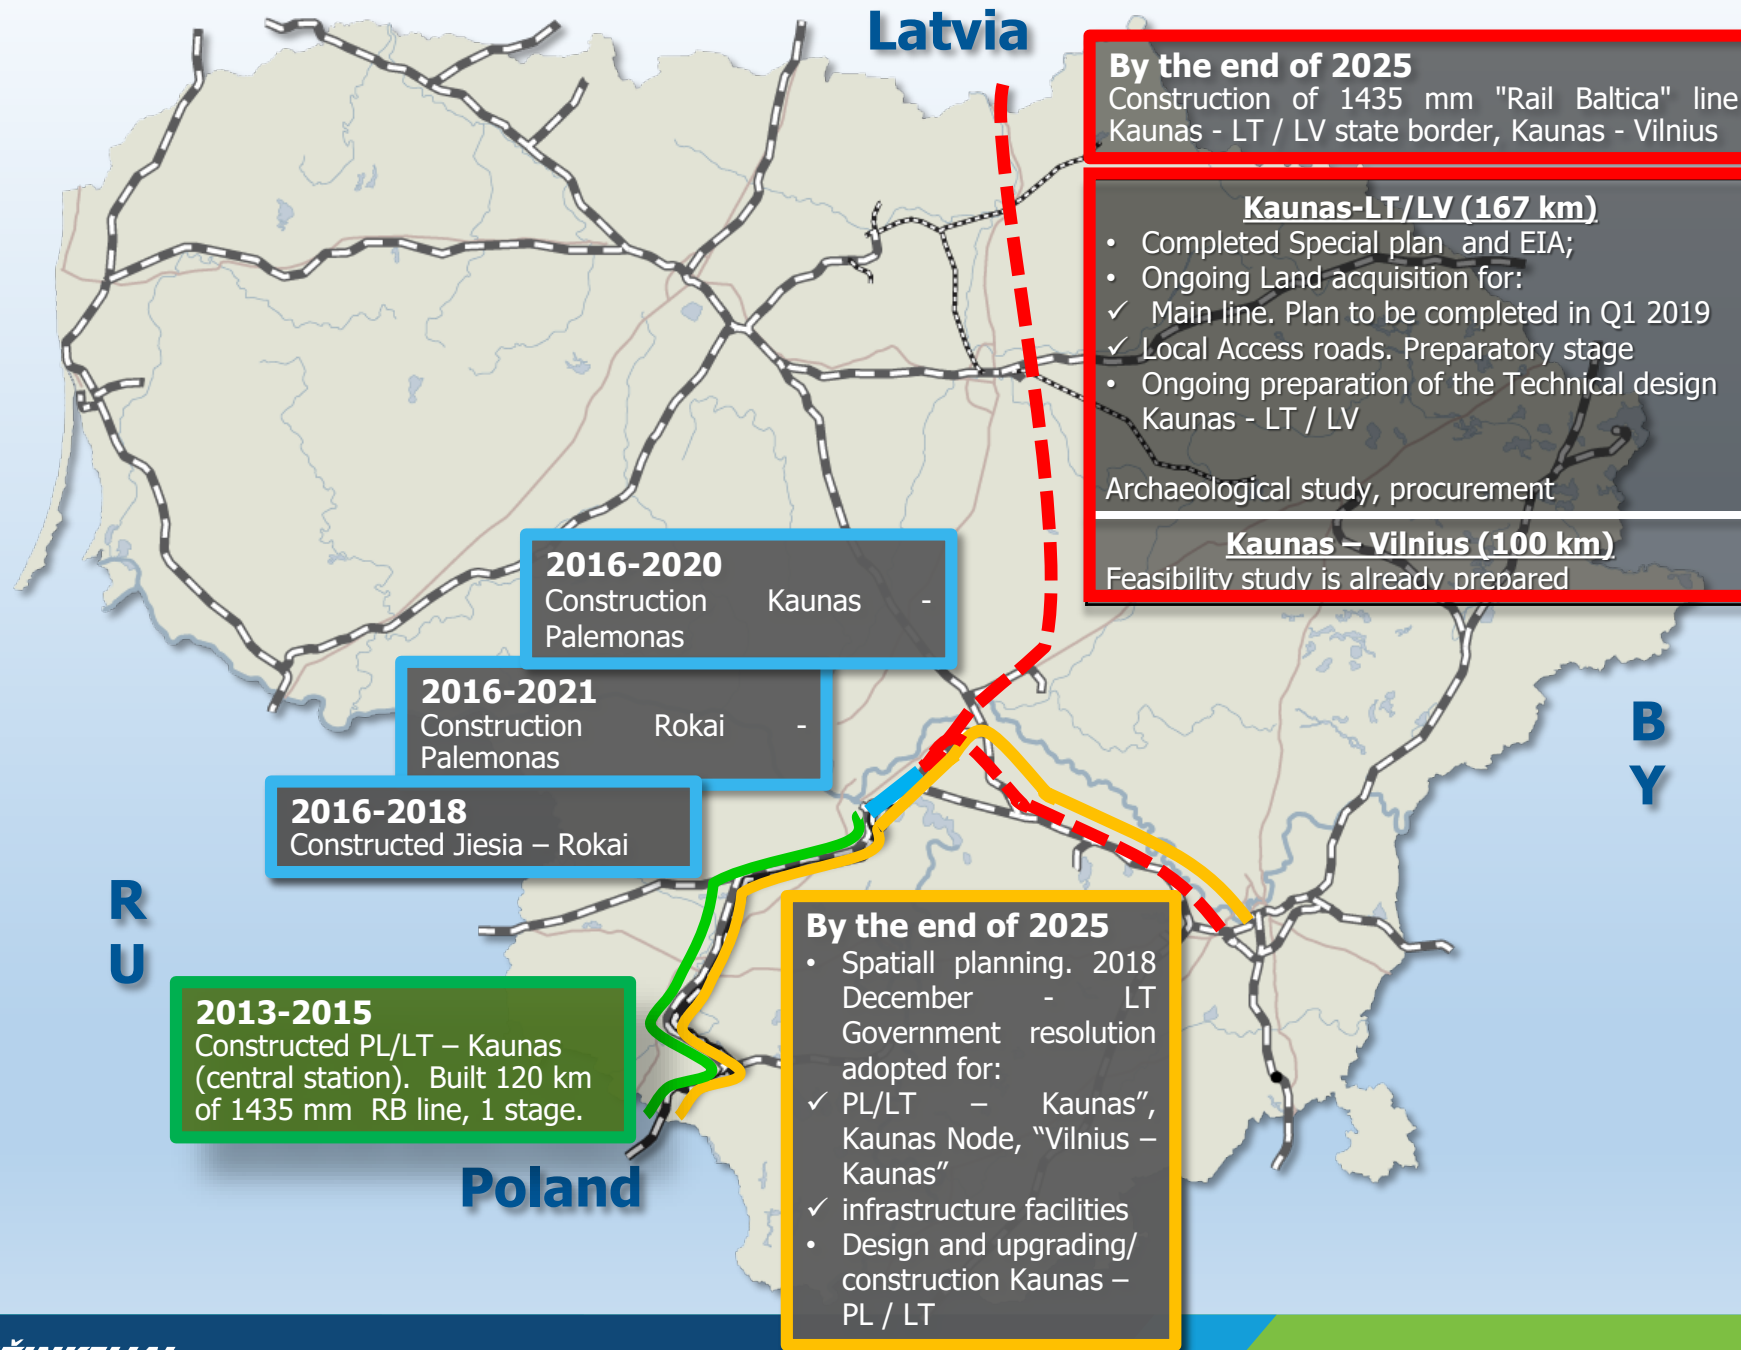 Latvia
By the end of 2025
Construction of 1435 mm "Rail Baltica" line
Kaunas - LT / LV state border, Kaunas - Vilnius
Kaunas-LT/LV (167 km)
• Completed Special plan and EIA;
• Ongoing Land acquisition for:
✓ Main line. Plan to be completed in Q1 2019
✓ Local Access roads. Preparatory stage
• Ongoing preparation of the Technical design
Kaunas - LT / LV
Archaeological study, procurement
Kaunas – Vilnius (100 km)
Feasibility study is already prepared
2016-2020
Construction Kaunas -
Palemonas
2016-2021
Construction Rokai -
Palemonas
2016-2018
Constructed Jiesia – Rokai
B
Y
R
U
2013-2015
Constructed PL/LT – Kaunas
(central station). Built 120 km
of 1435 mm RB line, 1 stage.
Poland
By the end of 2025
• Spatiall planning. 2018
December - LT
Government resolution
adopted for:
✓ PL/LT – Kaunas”,
Kaunas Node, “Vilnius –
Kaunas”
✓ infrastructure facilities
• Design and upgrading/
construction Kaunas –
PL / LT